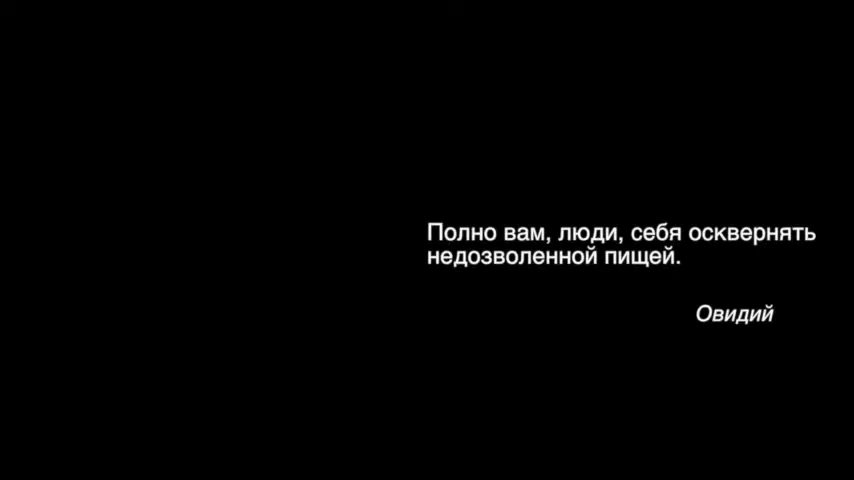 Полно вам, люди, себя осквернять
недозволенной пищей.
Овидий